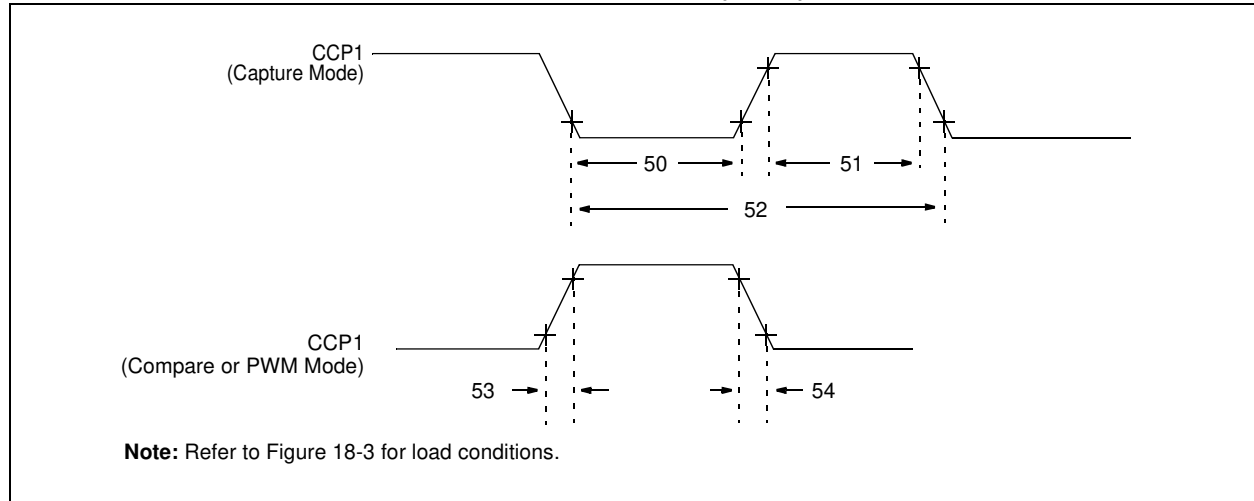 CCP1
(Capture Mode)
50
51
52
CCP1
(Compare or PWM Mode)
53
54
Note: Refer to Figure 18-3 for load conditions.